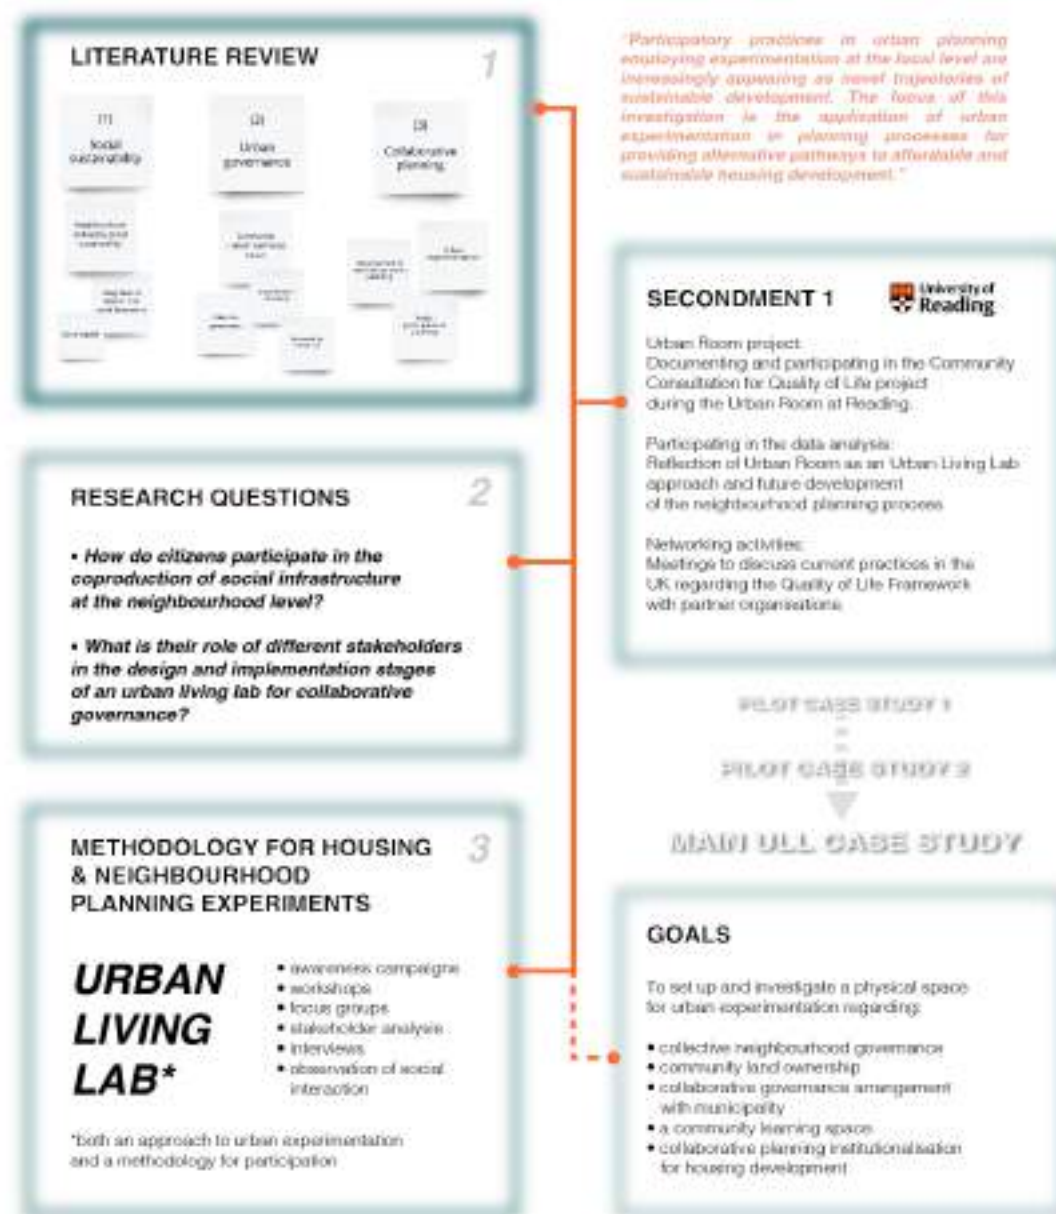 LITERATURE REVIEW
1
(1)
Social
sustainability
(2)
Urban
governance
(3)
Collaborative
planning
"Participatory practices in urban planning
employing experimentation at the local level are
increasingly appearing as novel trajectories of
sustainable development. The focus of this
investigation is the application of urban
experimentation in planning processes for
providing alternative pathways to affordable and
sustainable housing development."
SECONDMENT 1
University of
Reading
Urban Room project:
Documenting and participating in the Community
Consultation for Quality of Life project
during the Urban Room at Reading.
Participating in the data analysis:
Reflection of Urban Room as an Urban Living Lab
approach and future development
of the neighbourhood planning process
Networking activities:
Meetings to discuss current practices in the
UK regarding the Quality of Life Framework
with partner organisations
RESEARCH QUESTIONS
2
• How do citizens participate in the
coproduction of social infrastructure
at the neighbourhood level?
• What is their role of different stakeholders
in the design and implementation stages
of an urban living lab for collaborative
governance?
PILOT CASE STUDY 1
PILOT CASE STUDY 2
MAIN ULL CASE STUDY
METHODOLOGY FOR HOUSING
& NEIGHBOURHOOD
PLANNING EXPERIMENTS
3
URBAN
LIVING
LAB*
• awareness campaigns
• workshops
• focus groups
• stakeholder analysis
• interviews
• observation of social
interaction
*both an approach to urban experimentation
and a methodology for participation
GOALS
To set up and investigate a physical space
for urban experimentation regarding:
• collective neighbourhood governance
• community land ownership
• collaborative governance arrangement
with municipality
• a community learning space
• collaborative planning institutionalisation
for housing development